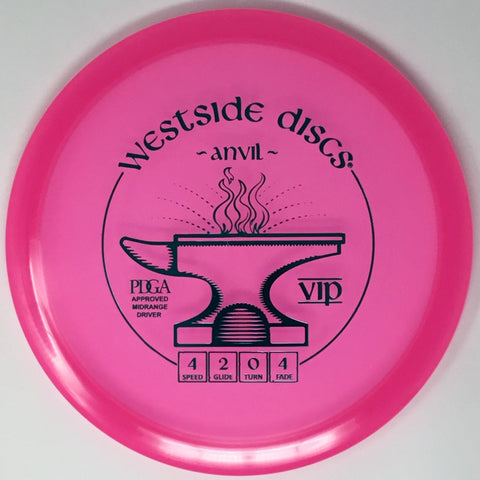 westside discs®
~ anvil ~
PDGA
APPROVED
MIDRANGE
DRIVER
VIP
4 2 0 4
SPEED GLIDE TURN FADE